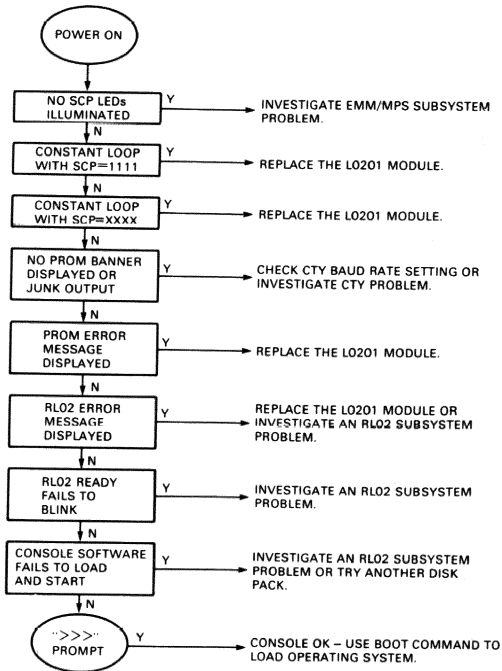 POWER ON
NO SCP LEDs
ILLUMINATED
Y
INVESTIGATE EMM/MPS SUBSYSTEM
PROBLEM.
N
CONSTANT LOOP
WITH SCP=1111
Y
REPLACE THE L0201 MODULE.
N
CONSTANT LOOP
WITH SCP=XXXX
Y
REPLACE THE L0201 MODULE.
N
NO PROM BANNER
DISPLAYED OR
JUNK OUTPUT
Y
CHECK CTY BAUD RATE SETTING OR
INVESTIGATE CTY PROBLEM.
N
PROM ERROR
MESSAGE
DISPLAYED
Y
REPLACE THE L0201 MODULE.
N
RL02 ERROR
MESSAGE
DISPLAYED
Y
REPLACE THE L0201 MODULE OR
INVESTIGATE AN RL02 SUBSYSTEM
PROBLEM.
N
RL02 READY
FAILS TO
BLINK
Y
INVESTIGATE AN RL02 SUBSYSTEM
PROBLEM.
N
CONSOLE SOFTWARE
FAILS TO LOAD
AND START
Y
INVESTIGATE AN RL02 SUBSYSTEM
PROBLEM OR TRY ANOTHER DISK
PACK.
N
">>>"
PROMPT
Y
CONSOLE OK – USE BOOT COMMAND TO
LOAD OPERATING SYSTEM.